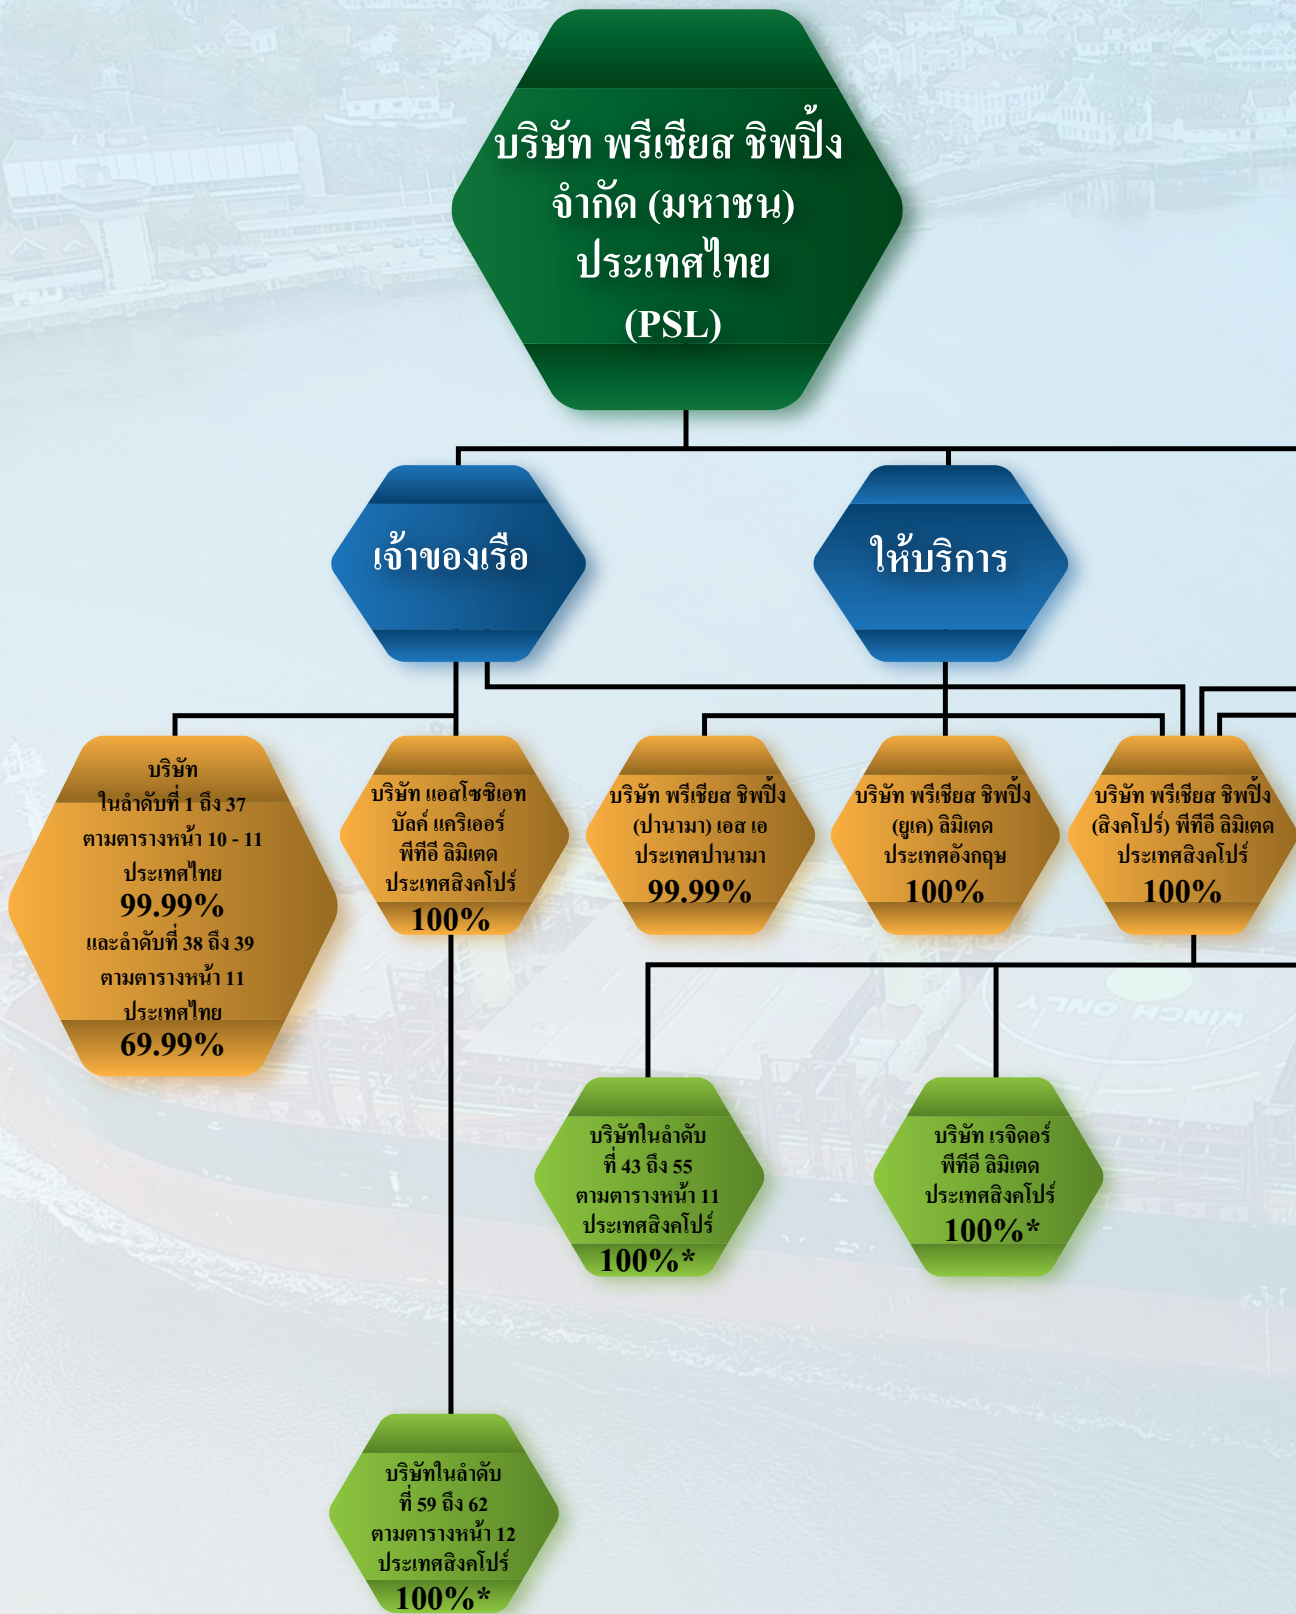 บริษัท พรีเชียส ชิพปิ้ง
จำกัด (มหาชน)
ประเทศไทย
(PSL)
เจ้าของเรือ
ให้บริการ
บริษัท
ในลำดับที่ 1 ถึง 37
ตามตารางหน้า 10 - 11
ประเทศไทย
99.99%
และลำดับที่ 38 ถึง 39
ตามตารางหน้า 11
ประเทศไทย
69.99%
บริษัท แอสโซซิเอท
บัลค์ แคริเออร์
พีทีอี ลิมิเตด
ประเทศสิงคโปร์
100%
บริษัท พรีเชียส ชิพปิ้ง
(ปานามา) เอส เอ
ประเทศปานามา
99.99%
บริษัท พรีเชียส ชิพปิ้ง
(ยูเค) ลิมิเตด
ประเทศอังกฤษ
100%
บริษัท พรีเชียส ชิพปิ้ง
(สิงคโปร์) พีทีอี ลิมิเตด
ประเทศสิงคโปร์
100%
WINCH ONLY
บริษัทในลำดับ
ที่ 43 ถึง 55
ตามตารางหน้า 11
ประเทศสิงคโปร์
100%*
บริษัท เรจิดอร์
พีทีอี ลิมิเตด
ประเทศสิงคโปร์
100%*
บริษัทในลำดับ
ที่ 59 ถึง 62
ตามตารางหน้า 12
ประเทศสิงคโปร์
100%*